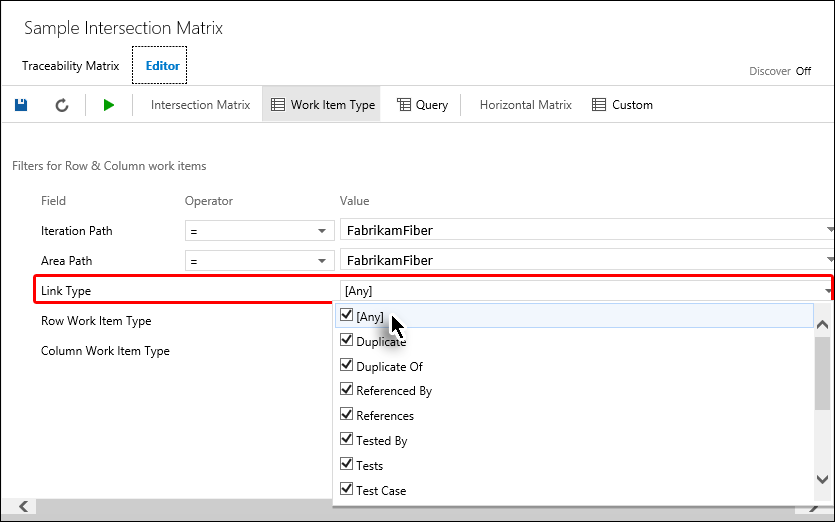 Sample Intersection Matrix
Traceability Matrix Editor
Discover Off
Intersection Matrix Work Item Type Query Horizontal Matrix Custom
Filters for Row & Column work items
Field Operator Value
Iteration Path = FabrikamFiber
Area Path = FabrikamFiber
Link Type [Any]
Row Work Item Type
Column Work Item Type
[Any]
Duplicate
Duplicate Of
Referenced By
References
Tested By
Tests
Test Case